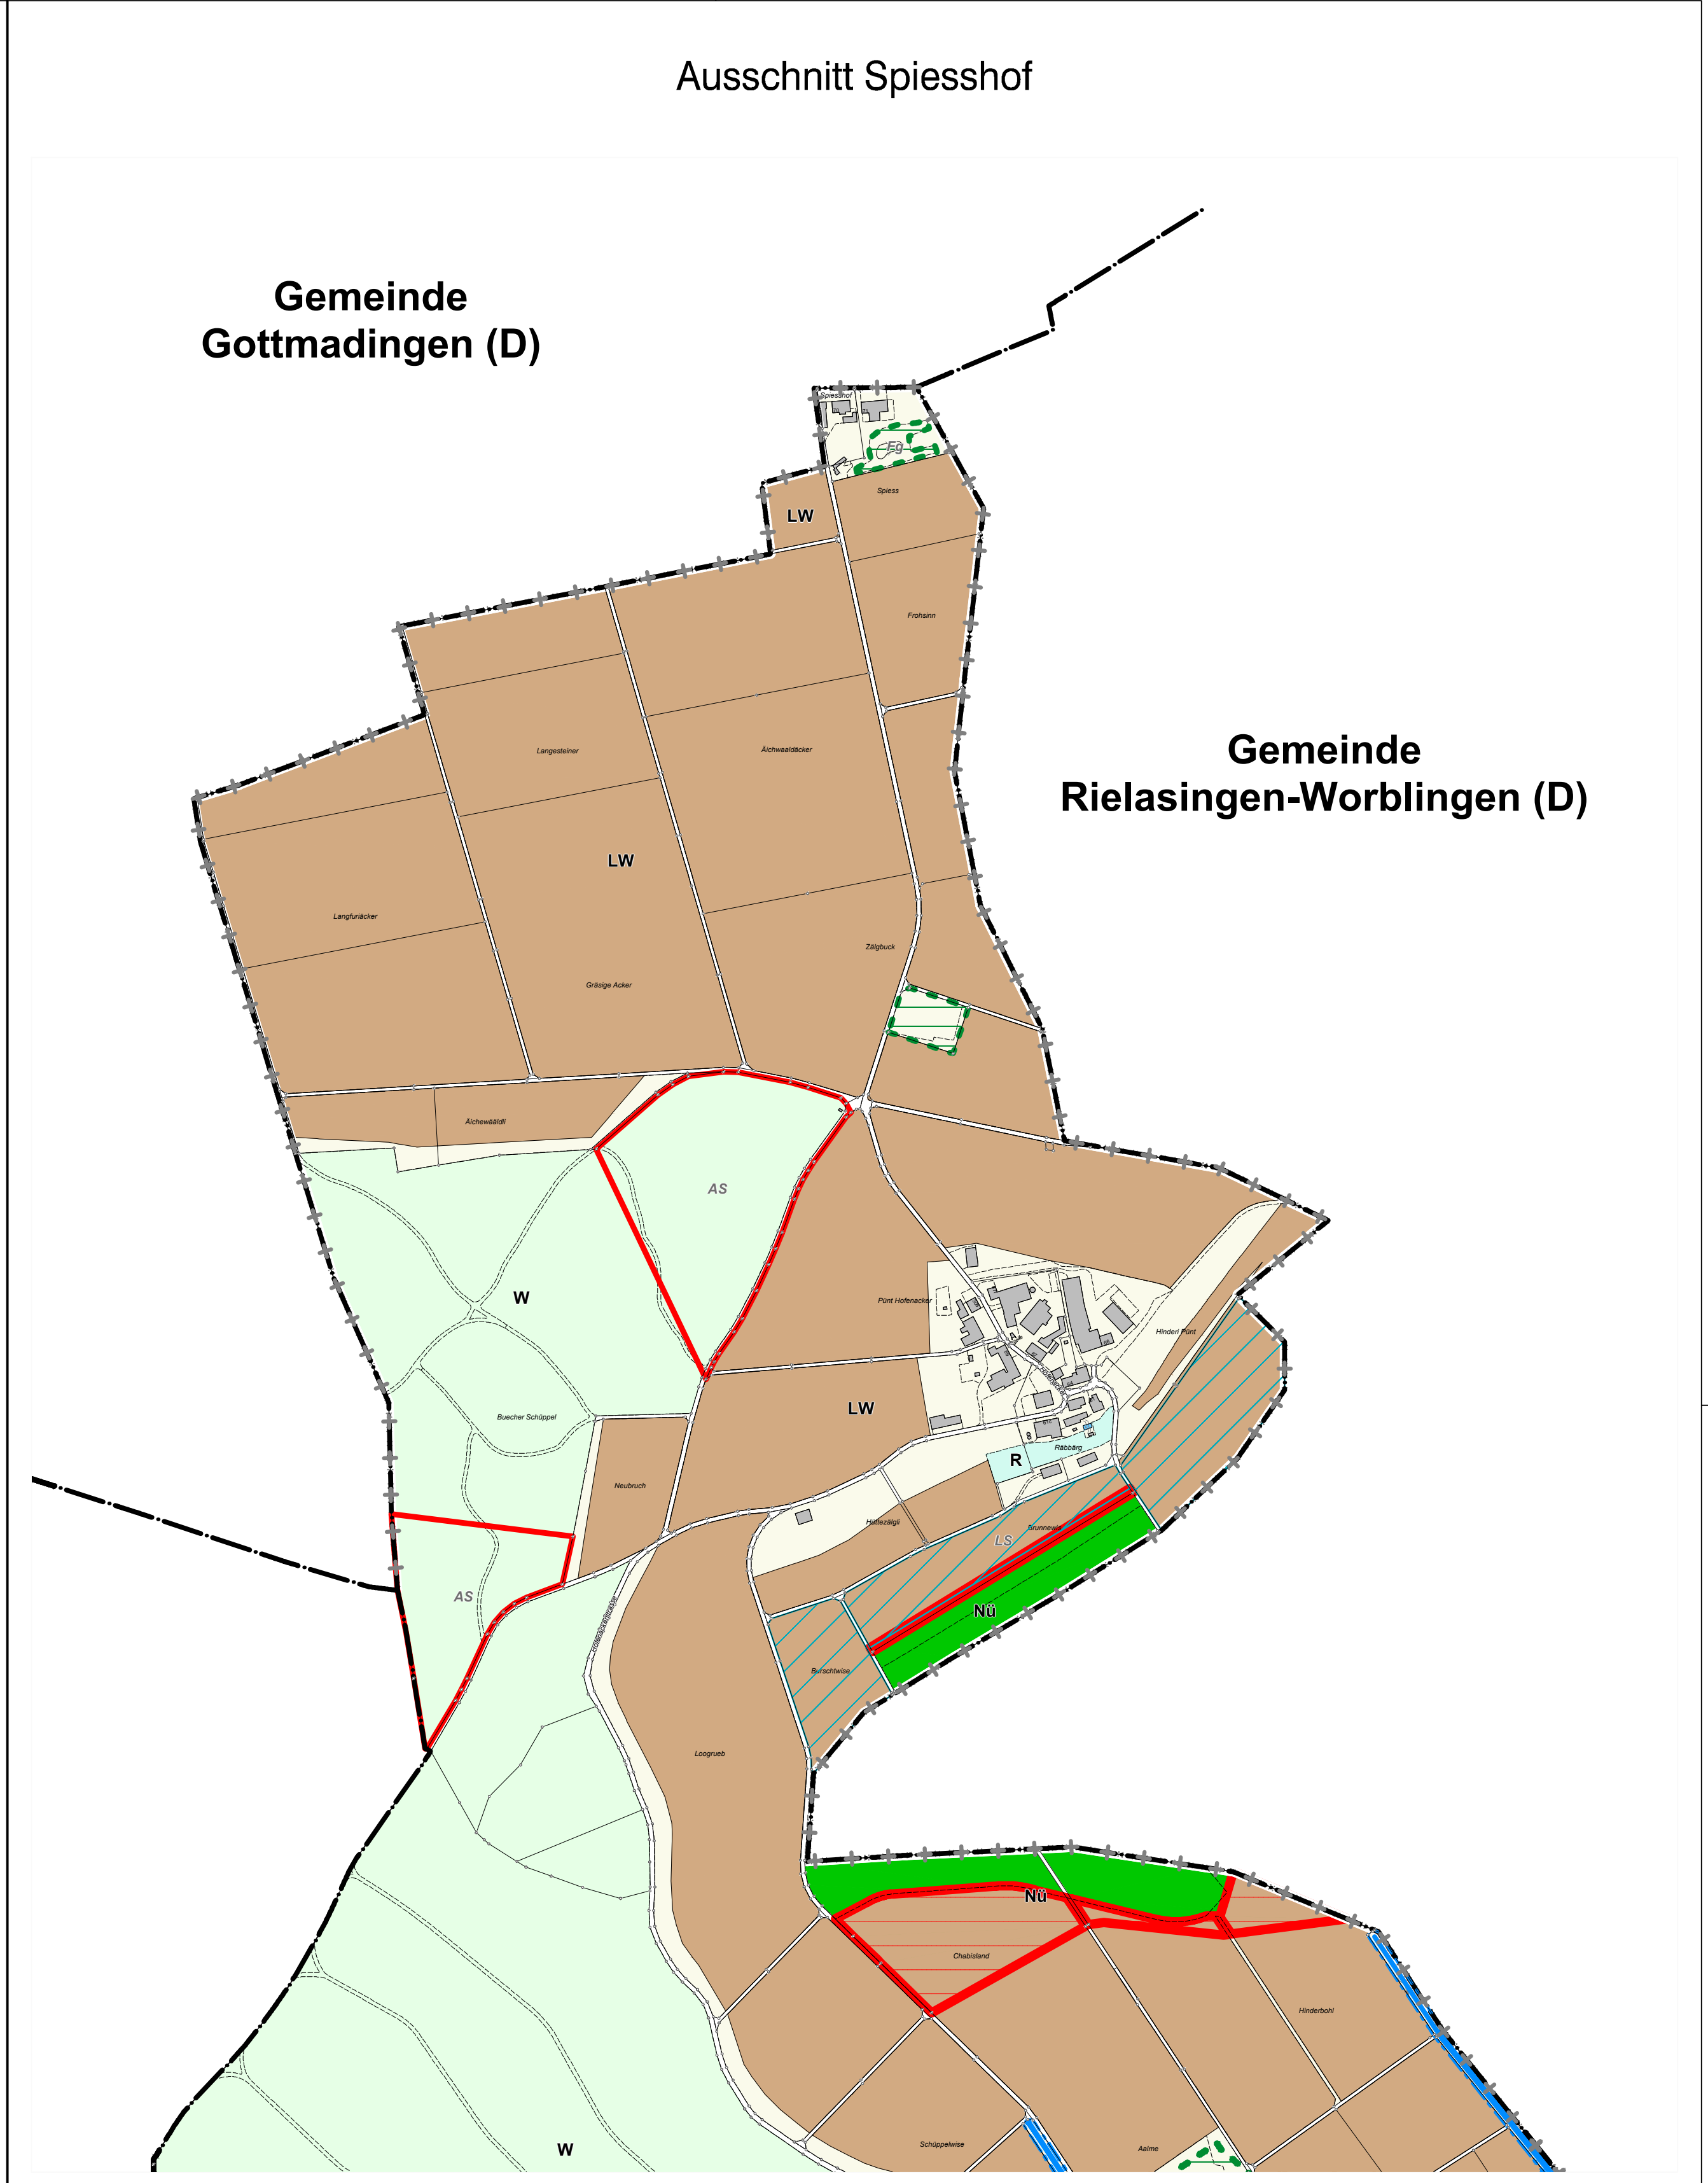 Ausschnitt Spiesshof
Gemeinde
Gottmadingen (D)
Spiesshof
Fg
Spiess
LW
Frohsinn
Langesteiner
Äichwaaldäcker
Gemeinde
Rielasingen-Worblingen (D)
LW
Langfuriäcker
Zälgbuck
Gräsige Acker
Äichewääldli
AS
W
Pünt Hofenacker
Hinderi Pünt
A
LW
Buecher Schüppel
Räbbärg
R
Neubruch
Hüttezälgli
Brunnewis
LS
AS
Nü
Burschtwise
Loogrueb
Nü
Chabisland
Hinderbohl
Schüppelwise
Aalme
W